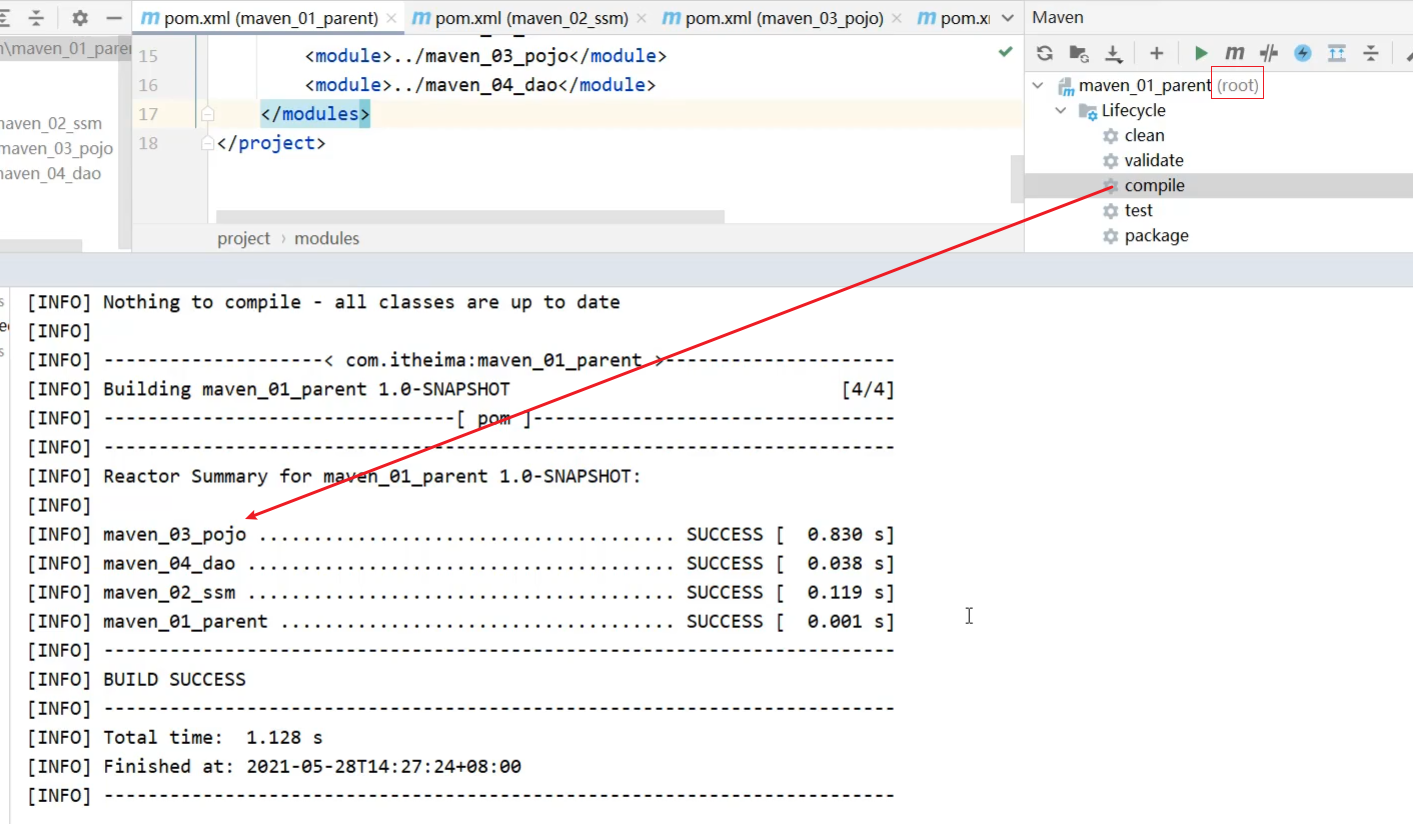 pom.xml (maven_01_parent)
pom.xml (maven_02_ssm)
pom.xml (maven_03_pojo)
Maven
15 <module>../maven_03_pojo</module>
16 <module>../maven_04_dao</module>
17 </modules>
18 </project>
maven_02_ssm
maven_03_pojo
maven_04_dao
project › modules
maven_01_parent (root)
Lifecycle
clean
validate
compile
test
package
[INFO] Nothing to compile - all classes are up to date
[INFO]
[INFO] --------------------< com.itheima:maven_01_parent >---------------------
[INFO] Building maven_01_parent 1.0-SNAPSHOT [4/4]
[INFO] --------------------------------[ pom ]---------------------------------
[INFO] ------------------------------------------------------------------------
[INFO] Reactor Summary for maven_01_parent 1.0-SNAPSHOT:
[INFO]
[INFO] maven_03_pojo ...................................... SUCCESS [  0.830 s]
[INFO] maven_04_dao ....................................... SUCCESS [  0.038 s]
[INFO] maven_02_ssm ....................................... SUCCESS [  0.119 s]
[INFO] maven_01_parent .................................... SUCCESS [  0.001 s]
[INFO] ------------------------------------------------------------------------
[INFO] BUILD SUCCESS
[INFO] ------------------------------------------------------------------------
[INFO] Total time:  1.128 s
[INFO] Finished at: 2021-05-28T14:27:24+08:00
[INFO] ------------------------------------------------------------------------